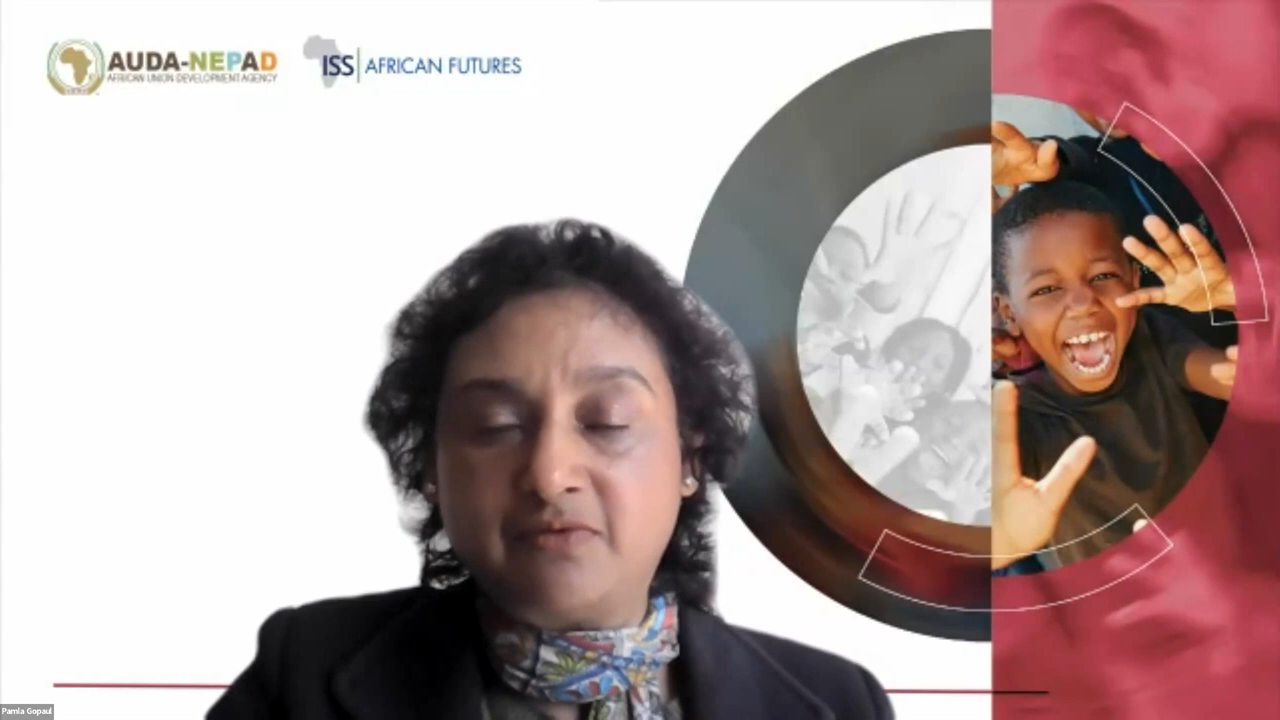 AUDA-NEPAD
AFRICAN UNION DEVELOPMENT AGENCY
ISS AFRICAN FUTURES
Pamla Gopaul